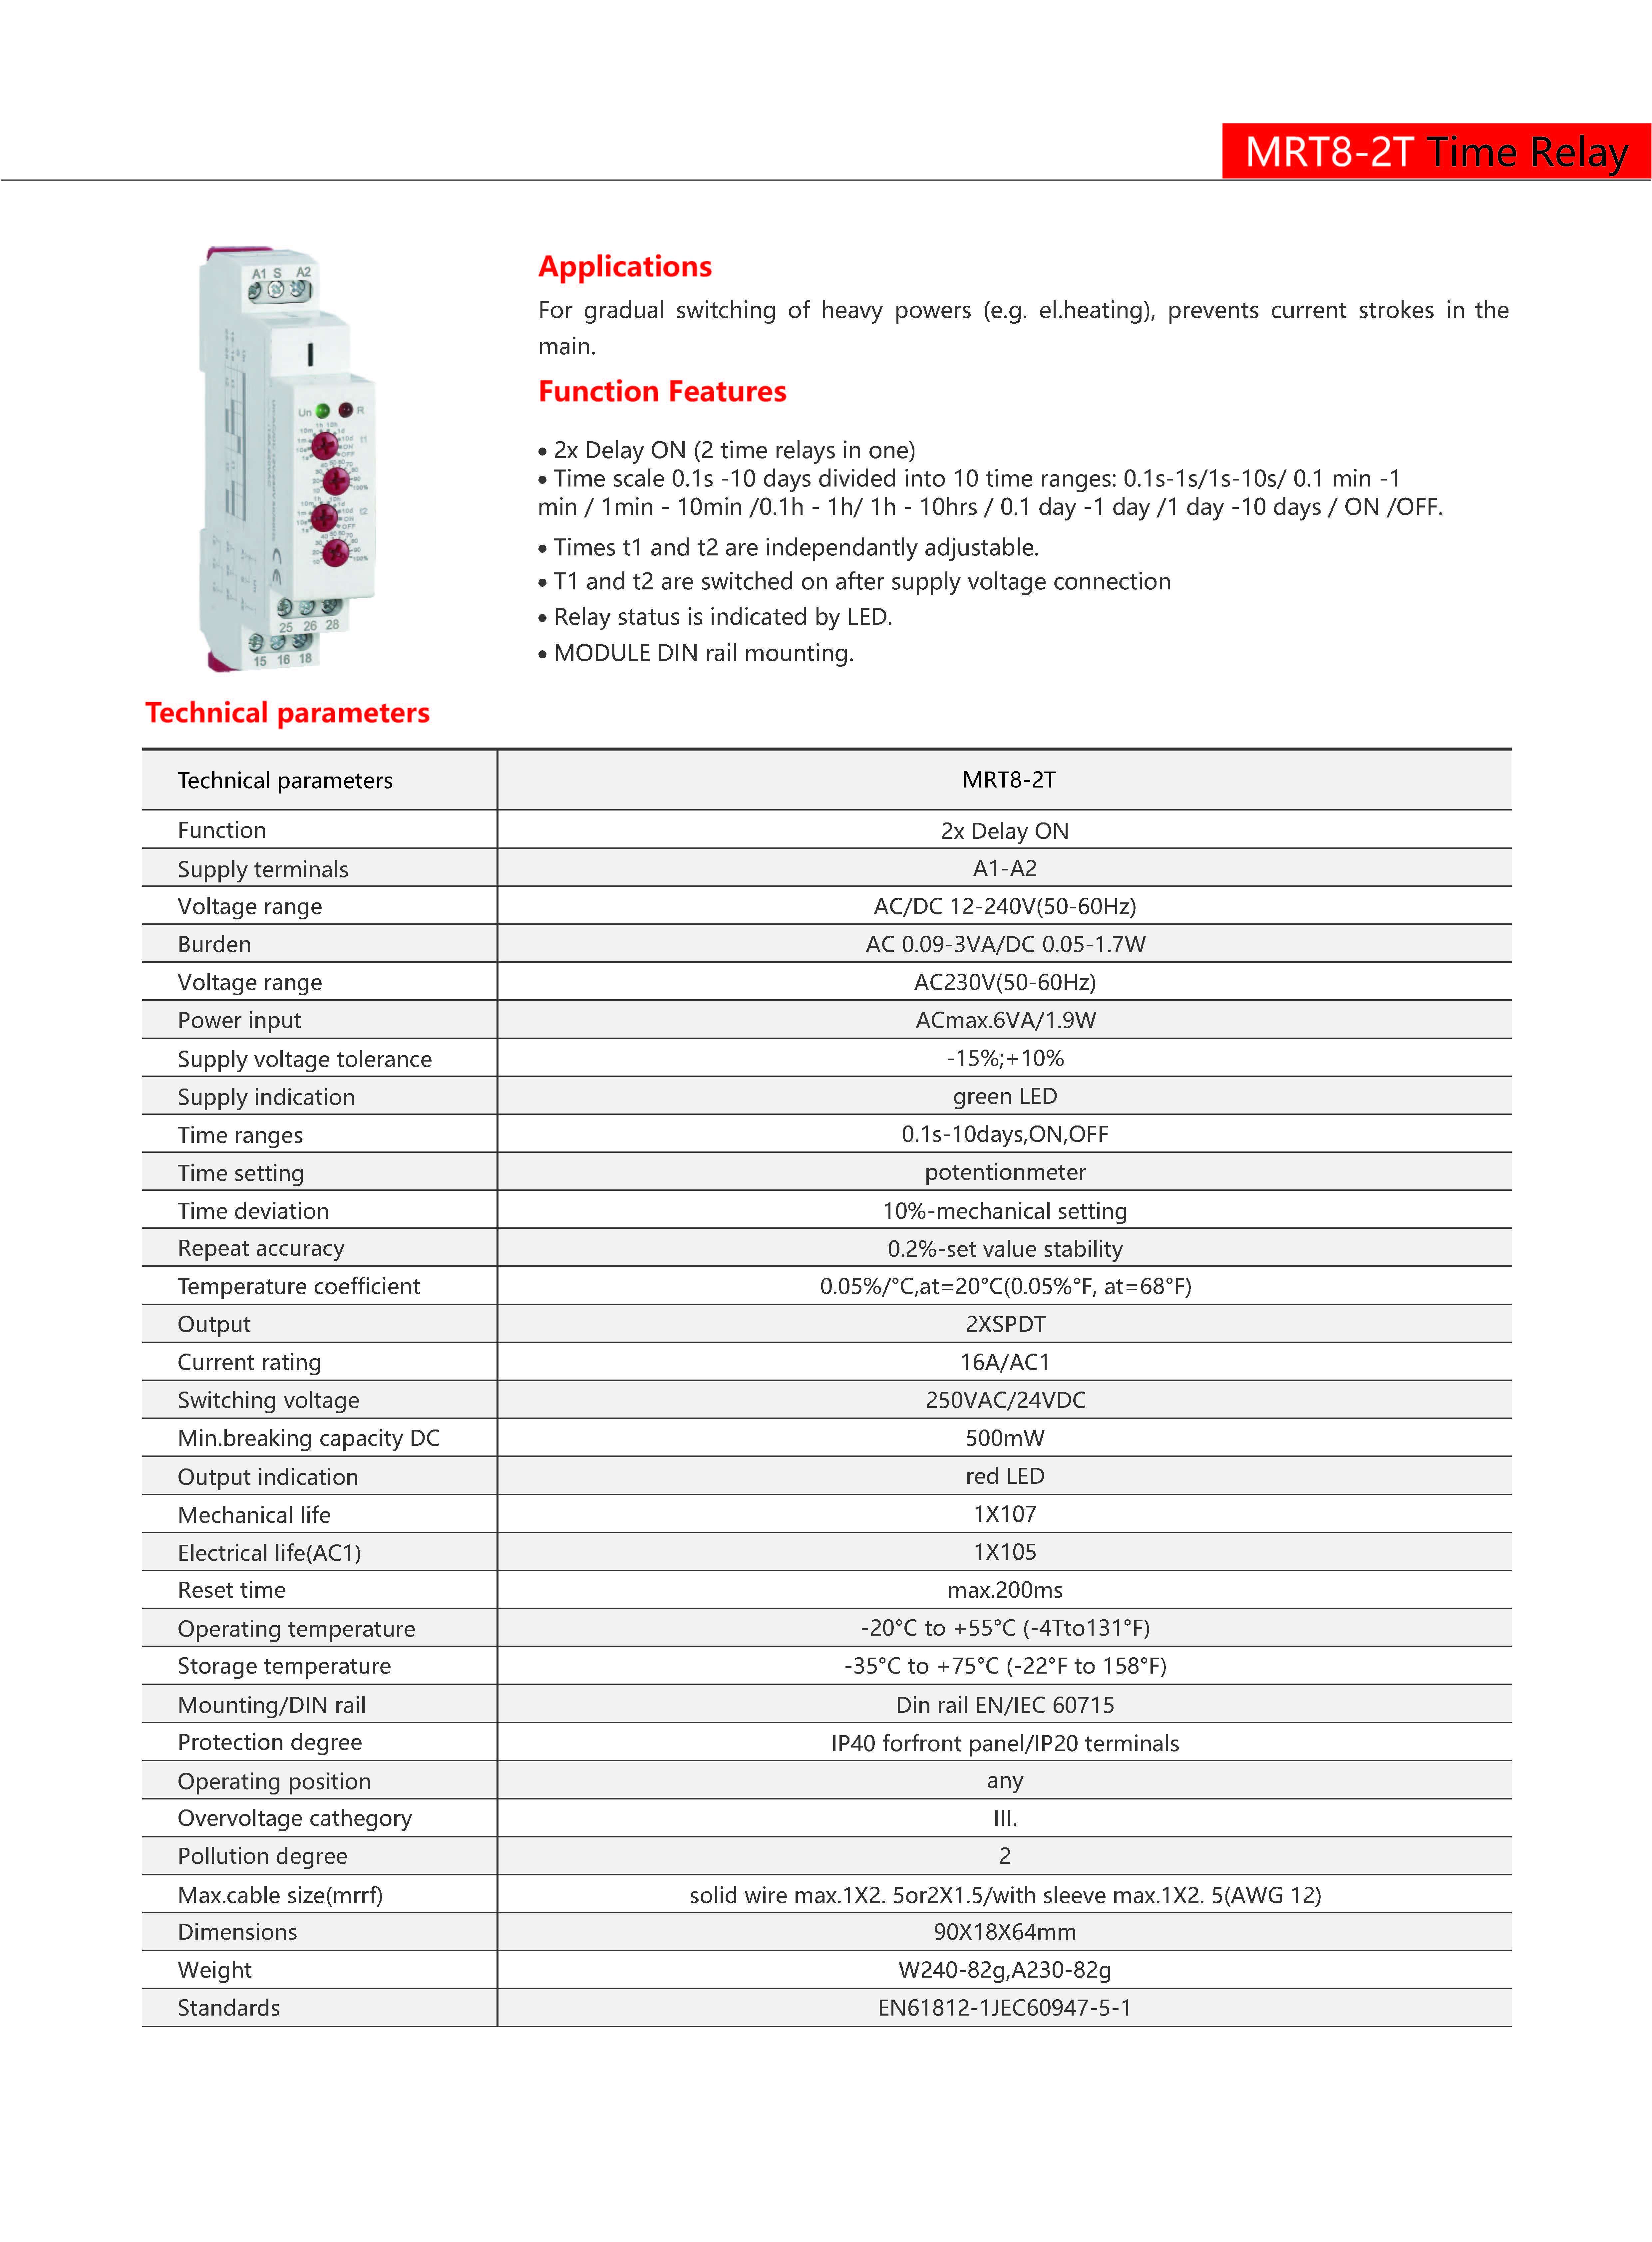 MRT8-2T Time Relay
A1 S A2
Un R
t1
t2
25 26 28
15 16 18
Applications
For gradual switching of heavy powers (e.g. el.heating), prevents current strokes in the
main.
Function Features
• 2x Delay ON (2 time relays in one)
• Time scale 0.1s -10 days divided into 10 time ranges: 0.1s-1s/1s-10s/ 0.1 min -1
min / 1min - 10min /0.1h - 1h/ 1h - 10hrs / 0.1 day -1 day /1 day -10 days / ON /OFF.
• Times t1 and t2 are independantly adjustable.
• T1 and t2 are switched on after supply voltage connection
• Relay status is indicated by LED.
• MODULE DIN rail mounting.
Technical parameters
Technical parameters MRT8-2T
Function 2x Delay ON
Supply terminals A1-A2
Voltage range AC/DC 12-240V(50-60Hz)
Burden AC 0.09-3VA/DC 0.05-1.7W
Voltage range AC230V(50-60Hz)
Power input ACmax.6VA/1.9W
Supply voltage tolerance -15%;+10%
Supply indication green LED
Time ranges 0.1s-10days,ON,OFF
Time setting potentionmeter
Time deviation 10%-mechanical setting
Repeat accuracy 0.2%-set value stability
Temperature coefficient 0.05%/°C,at=20°C(0.05%°F, at=68°F)
Output 2XSPDT
Current rating 16A/AC1
Switching voltage 250VAC/24VDC
Min.breaking capacity DC 500mW
Output indication red LED
Mechanical life 1X107
Electrical life(AC1) 1X105
Reset time max.200ms
Operating temperature -20°C to +55°C (-4Tto131°F)
Storage temperature -35°C to +75°C (-22°F to 158°F)
Mounting/DIN rail Din rail EN/IEC 60715
Protection degree IP40 forfront panel/IP20 terminals
Operating position any
Overvoltage cathegory III.
Pollution degree 2
Max.cable size(mrrf) solid wire max.1X2. 5or2X1.5/with sleeve max.1X2. 5(AWG 12)
Dimensions 90X18X64mm
Weight W240-82g,A230-82g
Standards EN61812-1JEC60947-5-1